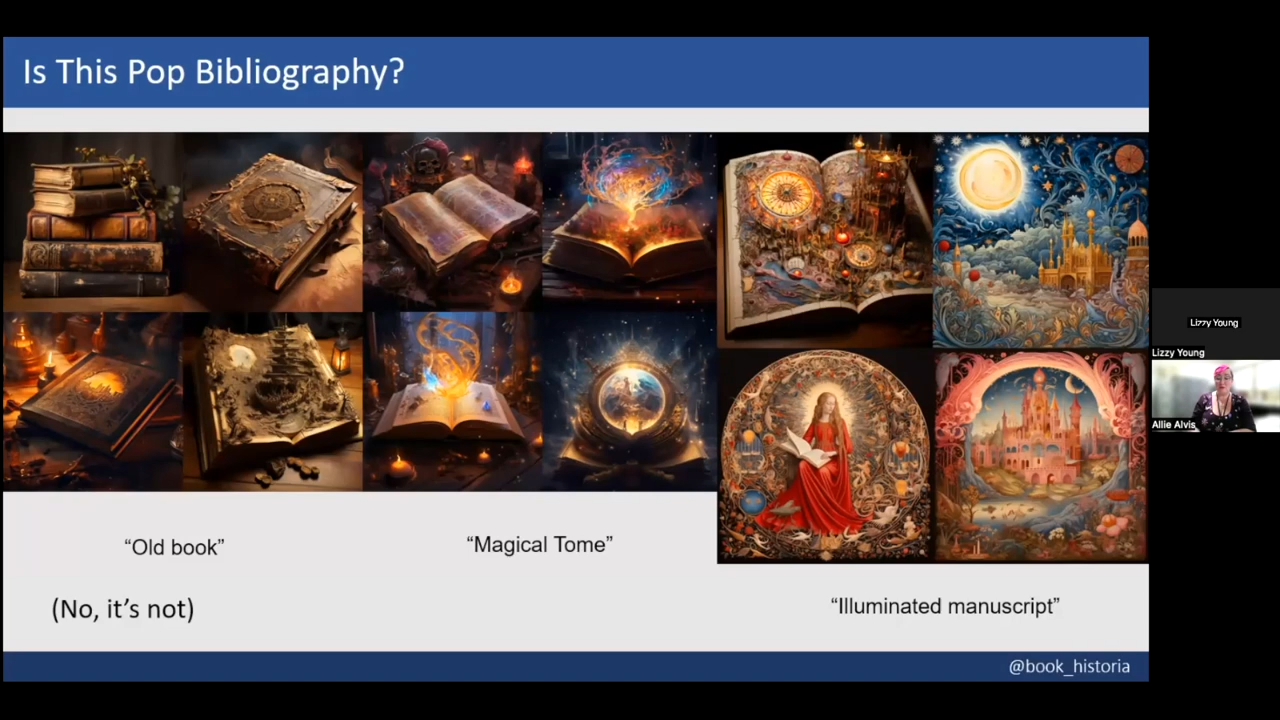 Is This Pop Bibliography?
“Old book”
“Magical Tome”
“Illuminated manuscript”
(No, it’s not)
@book_historia
Lizzy Young
Lizzy Young
Allie Alvis